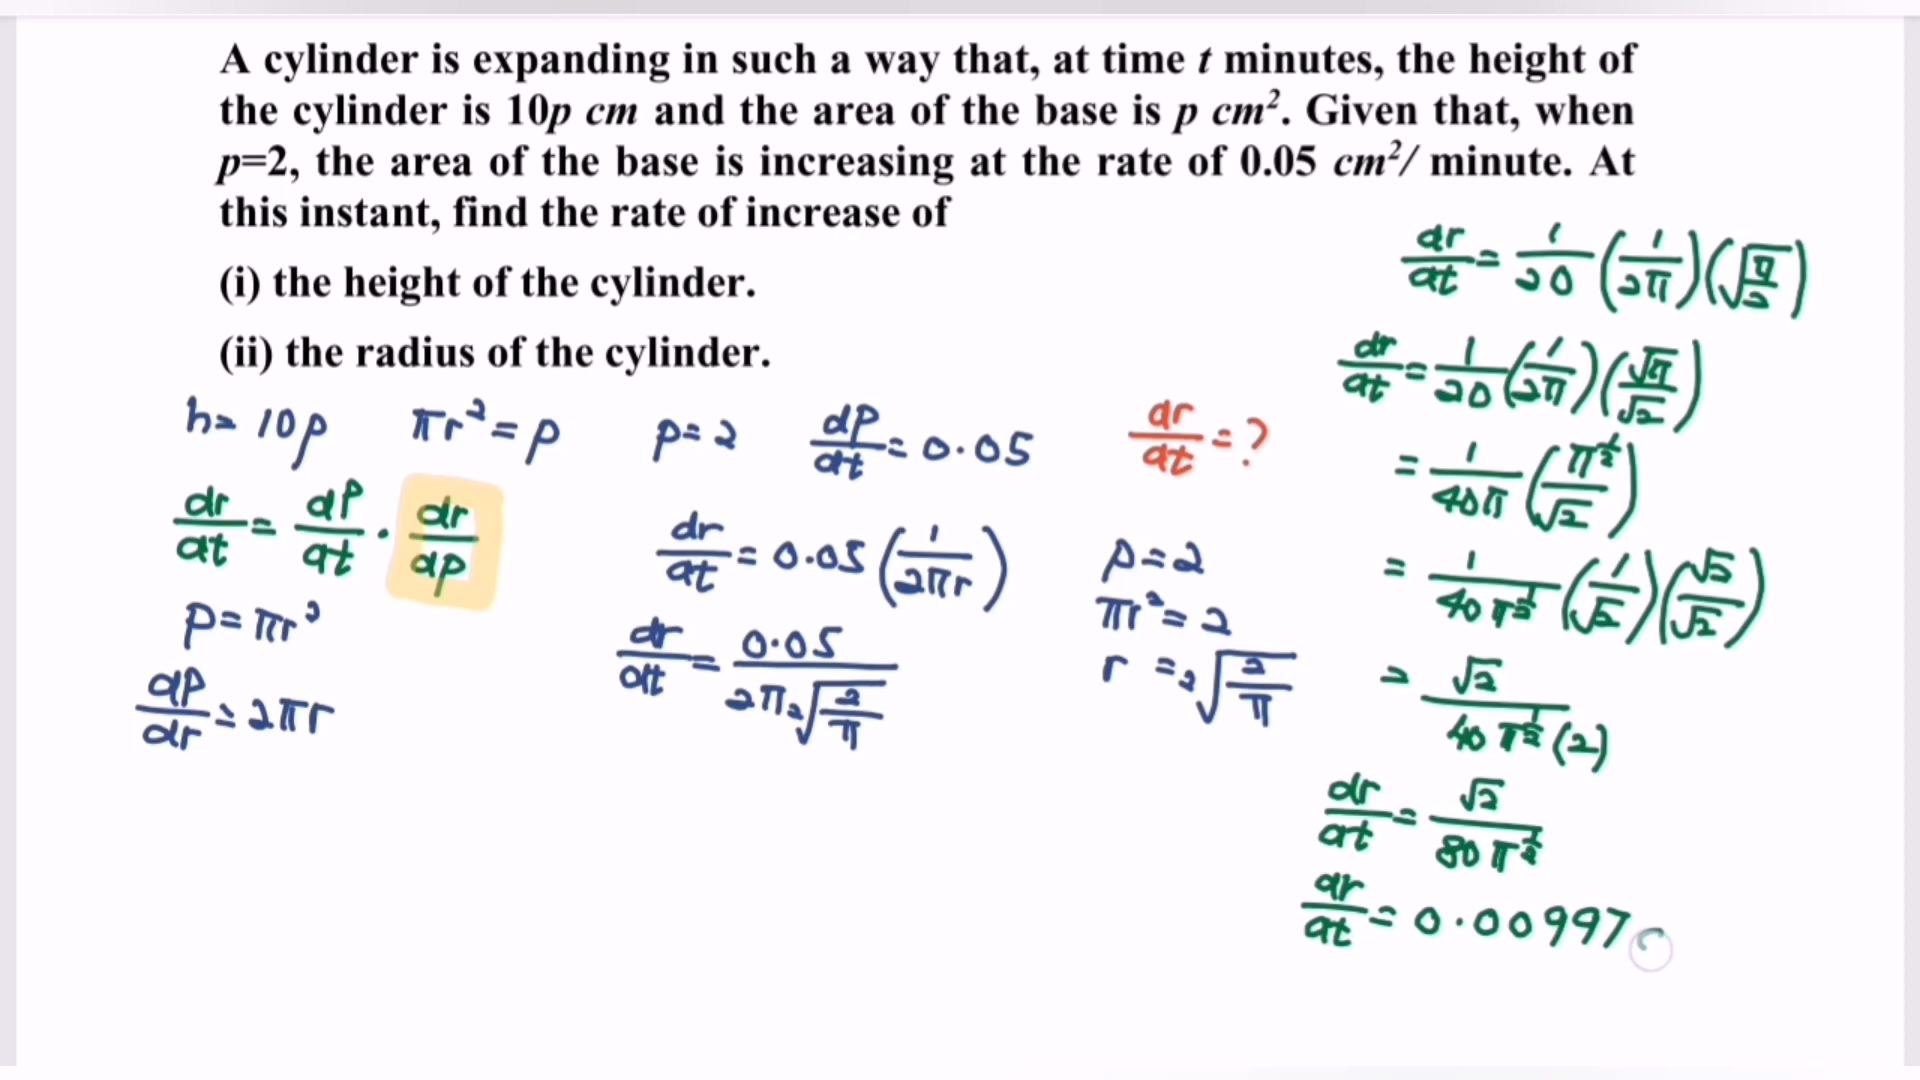 A cylinder is expanding in such a way that, at time t minutes, the height of
the cylinder is 10p cm and the area of the base is p cm². Given that, when
p=2, the area of the base is increasing at the rate of 0.05 cm²/ minute. At
this instant, find the rate of increase of
(i) the height of the cylinder.
(ii) the radius of the cylinder.
h= 10p πr² = p p=2 dp/dt = 0.05 dr/dt = ?
dr/dt = dp/dt · dr/dp
p = πr²
dp/dr = 2πr
dr/dt = 0.05 (1/2πr)
dr/dt = 0.05/2π ²√(2/π)
p = 2
πr² = 2
r = ²√(2/π)
dr/dt = 1/20 (1/2π)(√(π/2))
dr/dt = 1/20 (1/2π)(√π/√2)
= 1/40π (π^½/√2)
= 1/40π^½ (1/√2)(√2/√2)
= √2/40π^½(2)
dr/dt = √2/80π^½
dr/dt = 0.00997